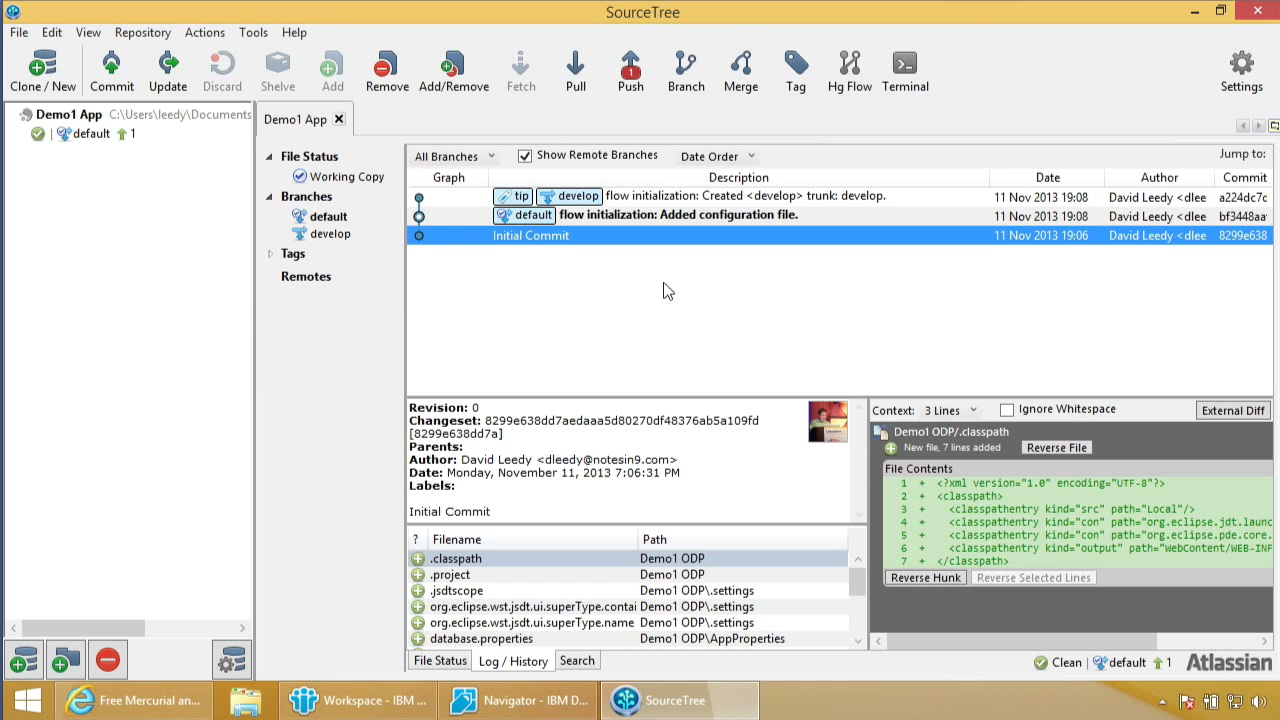 SourceTree
File Edit View Repository Actions Tools Help
Clone / New Commit Update Discard Shelve Add Remove Add/Remove Fetch Pull Push Branch Merge Tag Hg Flow Terminal Settings
1
Demo1 App C:\Users\leedy\Documents
default 1
Demo1 App
File Status
Working Copy
Branches
default
develop
Tags
Remotes
All Branches Show Remote Branches Date Order Jump to:
Graph Description Date Author Commit
tip develop flow initialization: Created <develop> trunk: develop. 11 Nov 2013 19:08 David Leedy <dlee a224dc7c
default flow initialization: Added configuration file. 11 Nov 2013 19:08 David Leedy <dlee bf3448aa
Initial Commit 11 Nov 2013 19:06 David Leedy <dlee 8299e638
Revision: 0
Changeset: 8299e638dd7aedaaa5d80270df48376ab5a109fd
[8299e638dd7a]
Parents:
Author: David Leedy <dleedy@notesin9.com>
Date: Monday, November 11, 2013 7:06:31 PM
Labels:
Initial Commit
? Filename Path
.classpath Demo1 ODP
.project Demo1 ODP
.jsdtscope Demo1 ODP\.settings
org.eclipse.wst.jsdt.ui.superType.contai Demo1 ODP\.settings
org.eclipse.wst.jsdt.ui.superType.name Demo1 ODP\.settings
database.properties Demo1 ODP\AppProperties
File Status Log / History Search
Context: 3 Lines Ignore Whitespace External Diff
Demo1 ODP/.classpath
New file, 7 lines added Reverse File
File Contents
1 + <?xml version="1.0" encoding="UTF-8"?>
2 + <classpath>
3 + <classpathentry kind="src" path="Local"/>
4 + <classpathentry kind="con" path="org.eclipse.jdt.launc
5 + <classpathentry kind="con" path="org.eclipse.pde.core.
6 + <classpathentry kind="output" path="WebContent/WEB-INF
7 + </classpath>
Reverse Hunk Reverse Selected Lines
Clean default 1 Atlassian
Free Mercurial an... Workspace - IBM ... Navigator - IBM D... SourceTree